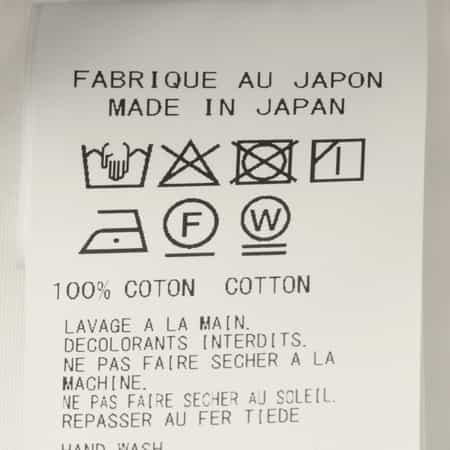 FABRIQUE AU JAPON
MADE IN JAPAN
F W
100% COTON COTTON
LAVAGE A LA MAIN.
DECOLORANTS INTERDITS.
NE PAS FAIRE SECHER A LA
MACHINE.
NE PAS FAIRE SECHER AU SOLEIL.
REPASSER AU FER TIEDE
HAND WASH